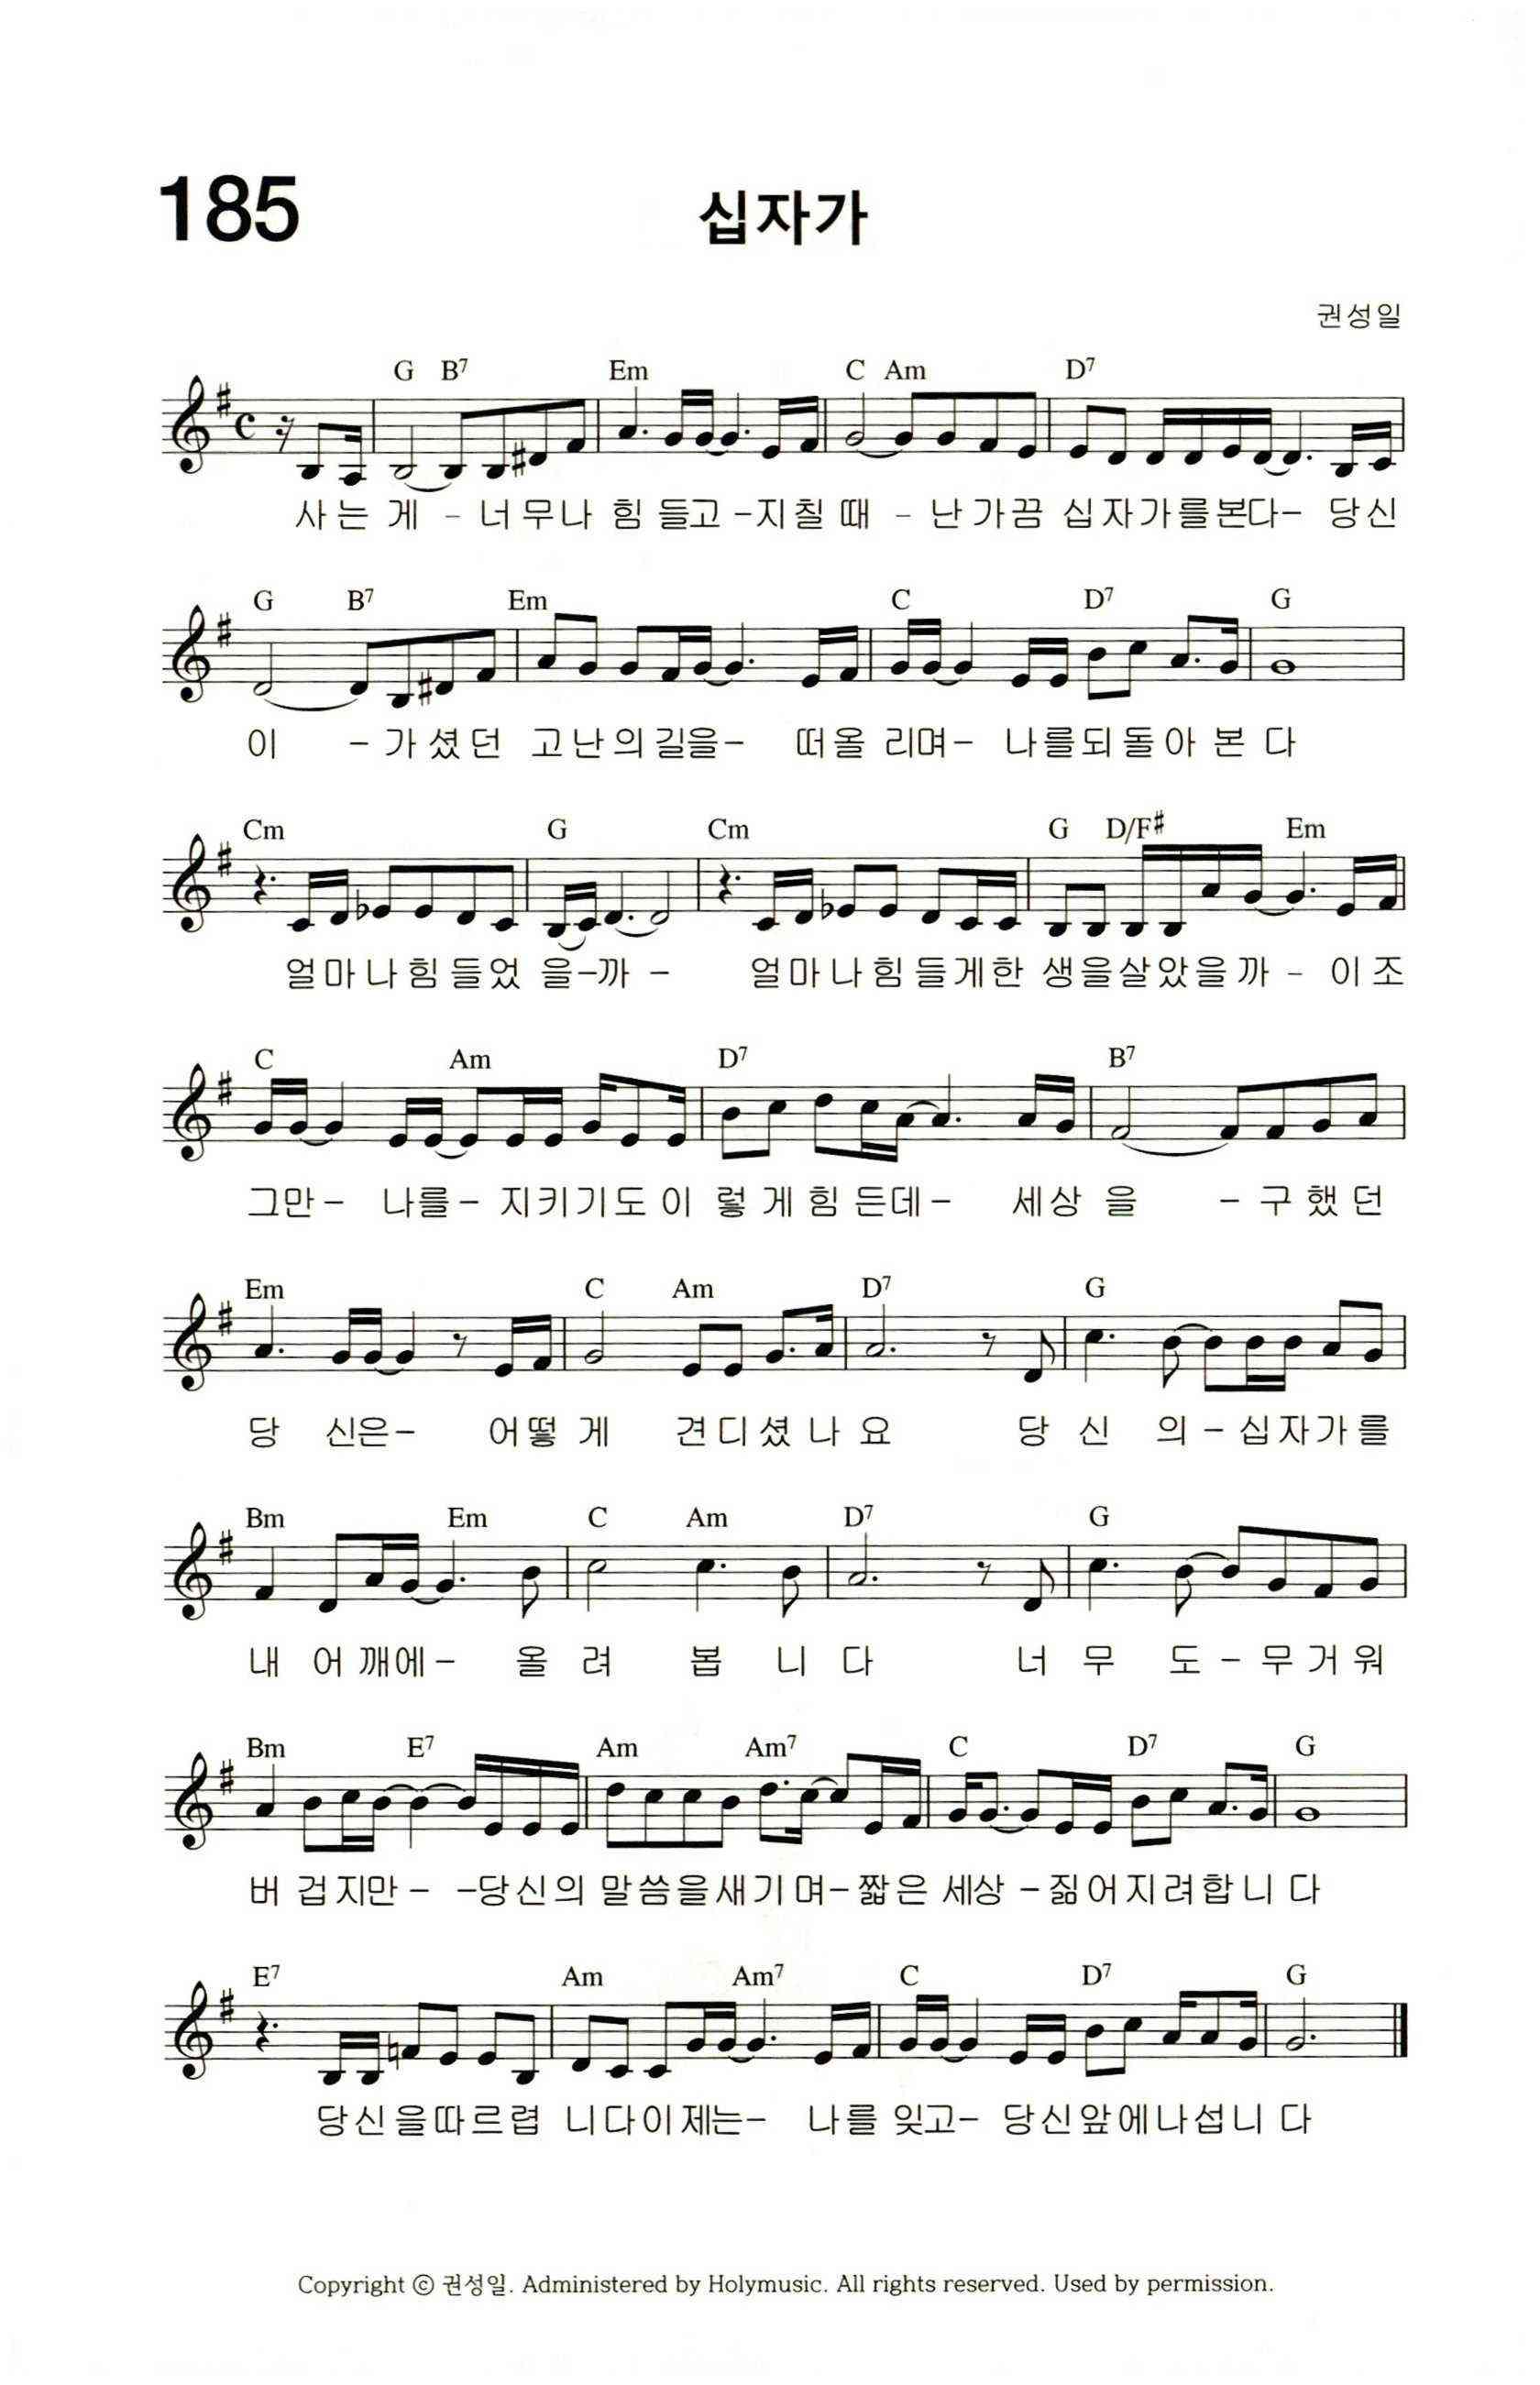 185
십자가
권성일
G B7 Em C Am D7
사는 게 - 너무나 힘 들고 -지칠 때 - 난가끔 십자가를본다- 당신
G B7 Em C D7 G
이 -가셨던 고난의길을- 떠올 리며- 나를되돌아본 다
Cm G Cm G D/F# Em
얼마나힘들었 을-까 - 얼마나힘들게한 생을살았을까 - 이조
C Am D7 B7
그만- 나를- 지키기도이 렇게힘든데- 세상 을 -구했던
Em C Am D7 G
당 신은- 어떻 게 견디셨나 요 당 신 의-십자가를
Bm Em C Am D7 G
내 어깨에- 올 려 봅 니 다 너 무 도-무거워
Bm E7 Am Am7 C D7 G
버 겁지만- -당신의 말씀을새기며-짧은 세상 -짊어지려합니 다
E7 Am Am7 C D7 G
당신을따르렵 니다이제는- 나를 잊고- 당신앞에나섭니 다
Copyright ⓒ 권성일. Administered by Holymusic. All rights reserved. Used by permission.